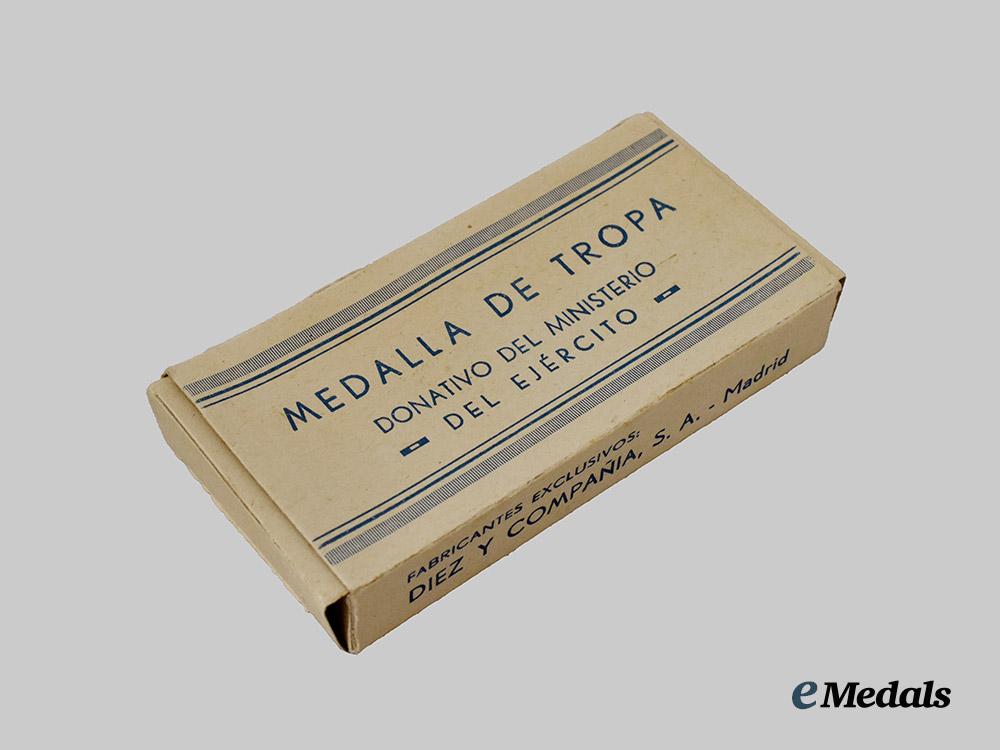 MEDALLA DE TROPA
DONATIVO DEL MINISTERIO
DEL EJÉRCITO
FABRICANTES EXCLUSIVOS:
DIEZ Y COMPAÑIA, S. A. - Madrid
eMedals